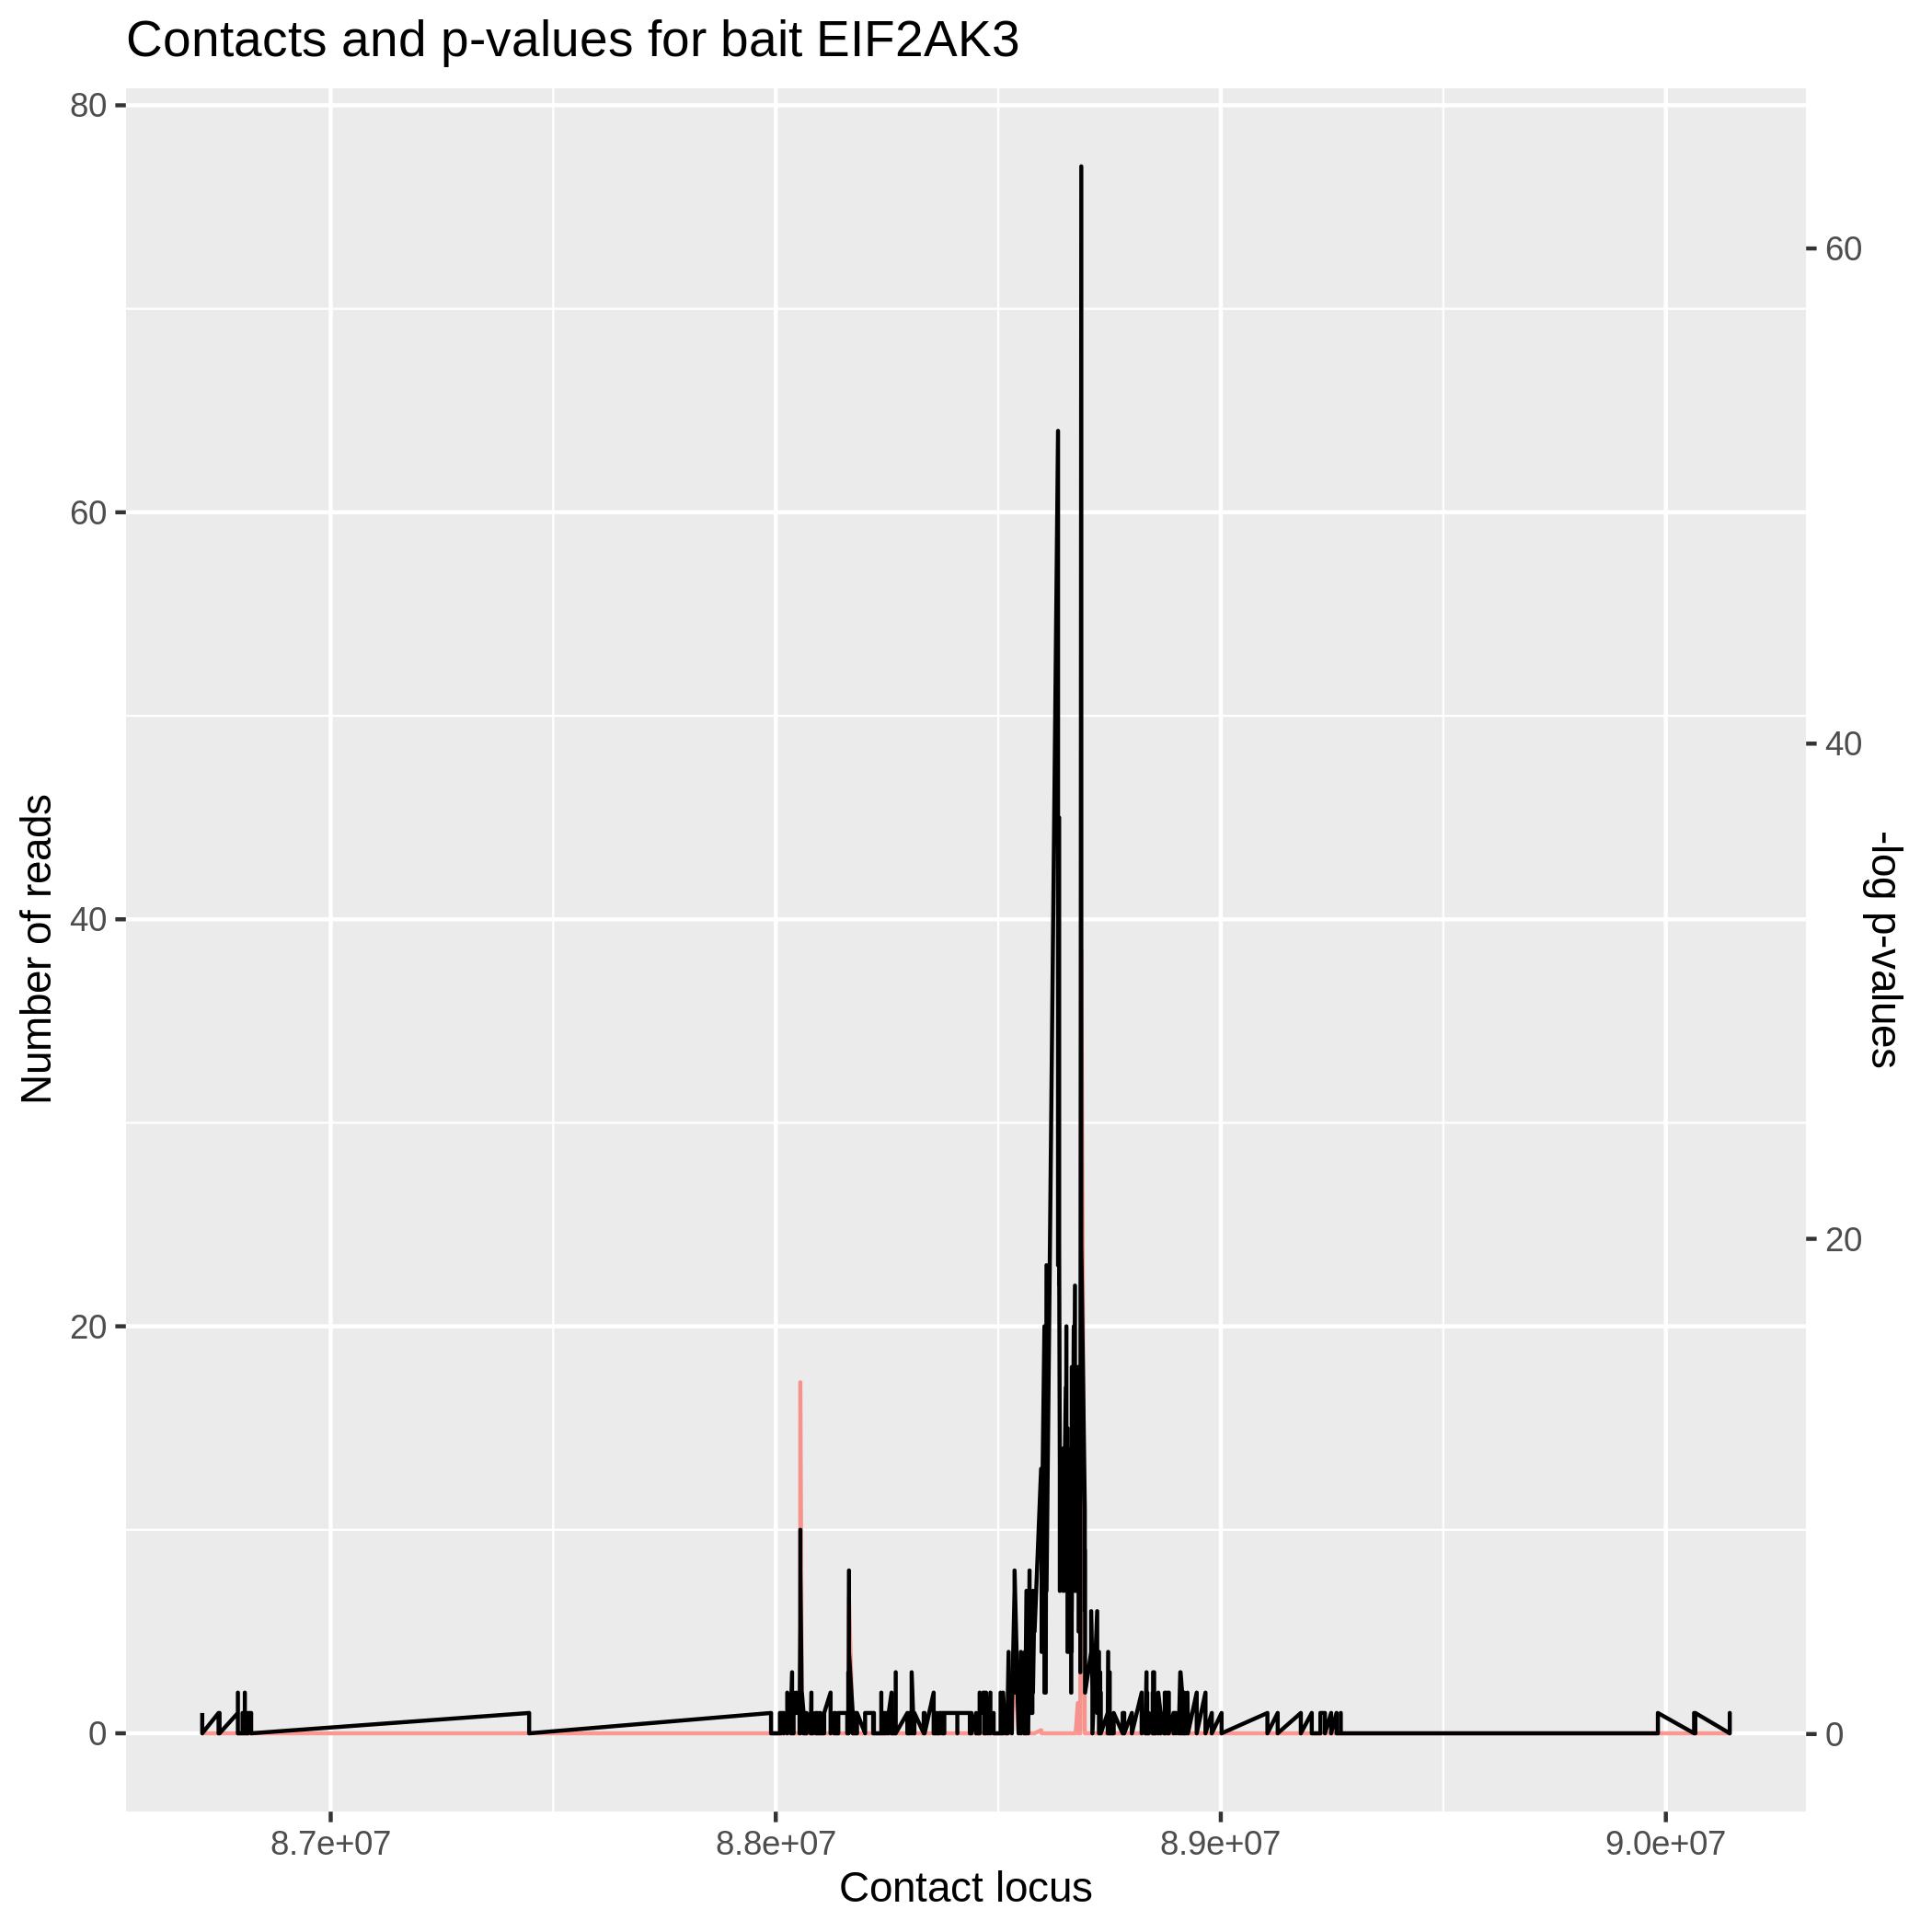 Contacts and p-values for bait EIF2AK3
80
60
40
20
0
Number of reads
60
40
20
0
-log p-values
8.7e+07 8.8e+07 8.9e+07 9.0e+07
Contact locus